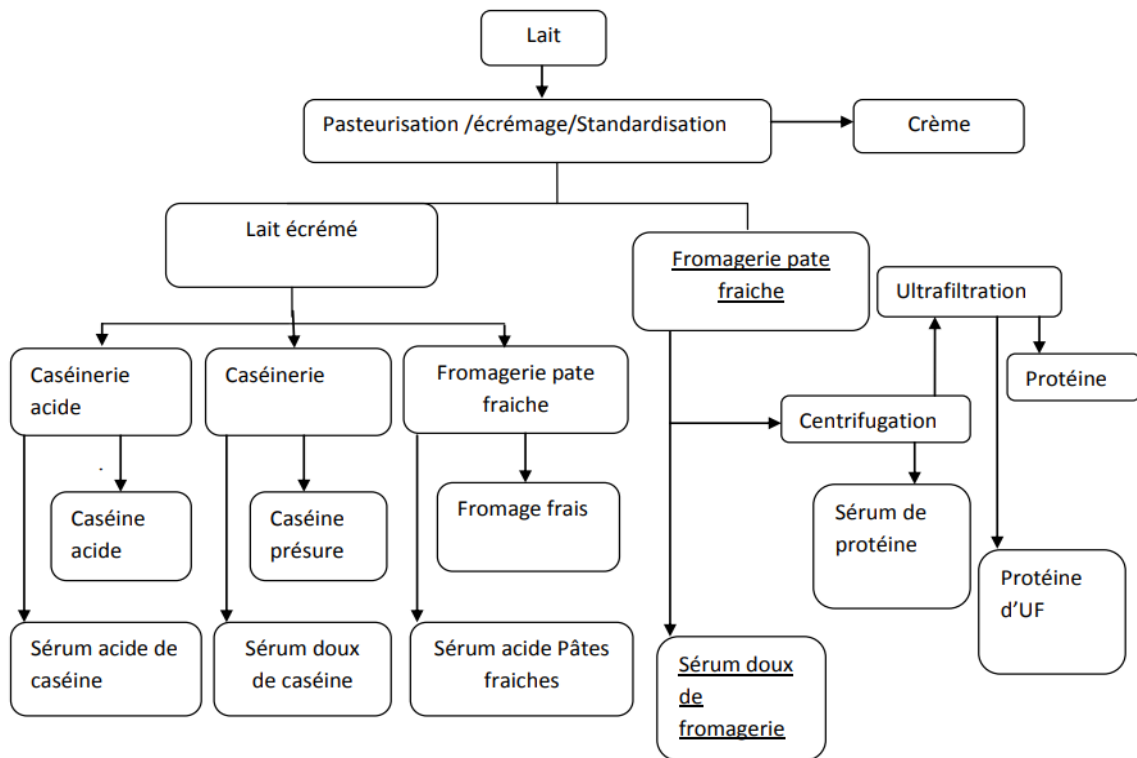 Lait
Pasteurisation /écrémage/Standardisation
Crème
Lait écrémé
Fromagerie pate
fraiche
Ultrafiltration
Caséinerie
acide
Caséinerie
Fromagerie pate
fraiche
Protéine
Centrifugation
Caséine
acide
Caséine
présure
Fromage frais
Sérum de
protéine
Protéine
d’UF
Sérum acide de
caséine
Sérum doux
de caséine
Sérum acide Pâtes
fraiches
Sérum doux
de
fromagerie